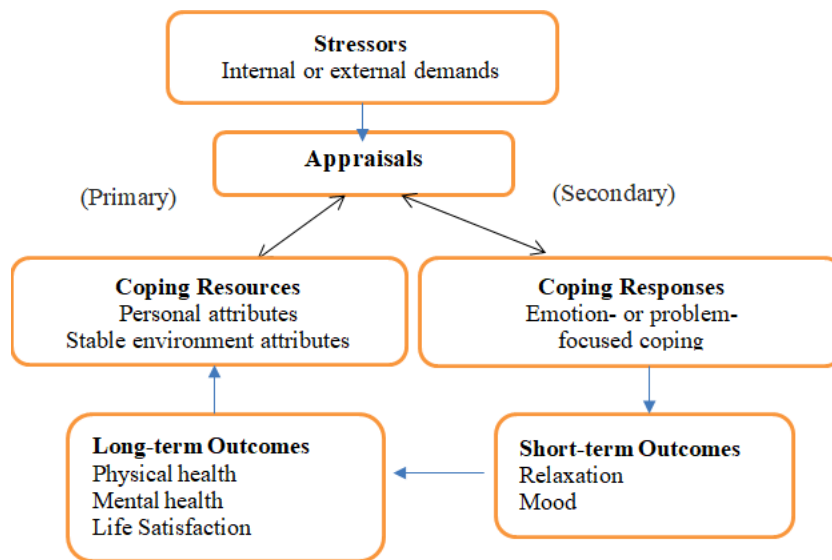 Stressors
Internal or external demands
Appraisals
(Primary)
(Secondary)
Coping Resources
Personal attributes
Stable environment attributes
Coping Responses
Emotion- or problem-
focused coping
Long-term Outcomes
Physical health
Mental health
Life Satisfaction
Short-term Outcomes
Relaxation
Mood